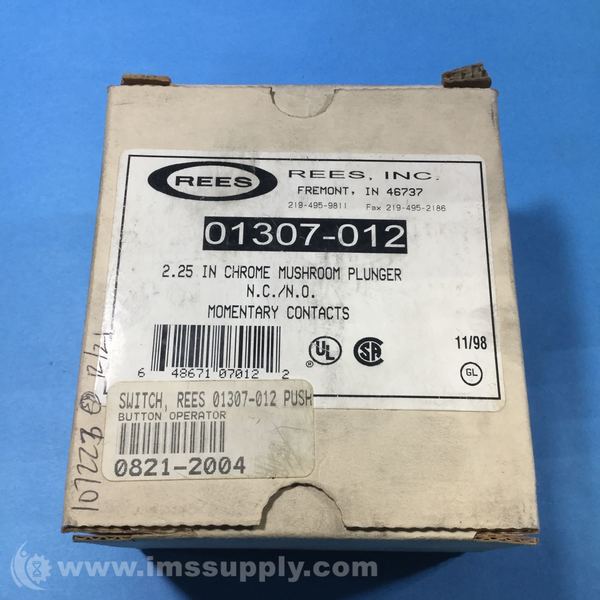 REES
REES, INC.
FREMONT, IN 46737
219-495-9811 Fax 219-495-2186
01307-012
2.25 IN CHROME MUSHROOM PLUNGER
N.C./N.O.
MOMENTARY CONTACTS
6 48671 07012 2
UL
SA
11/98
GL
SWITCH, REES 01307-012 PUSH
BUTTON OPERATOR
0821-2004
www.imssupply.com